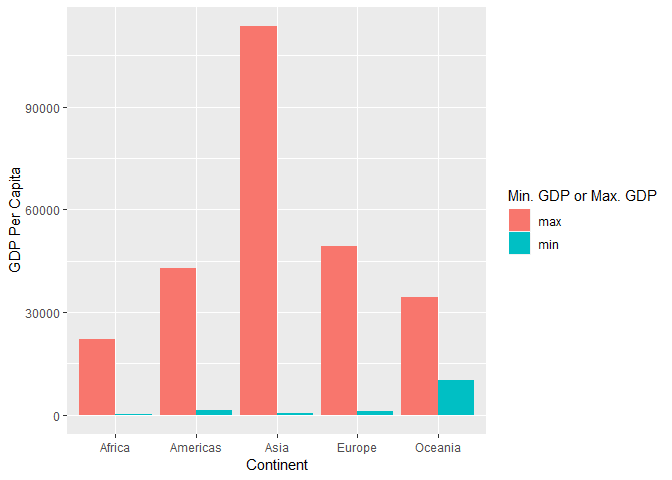 90000
60000
30000
0
GDP Per Capita
Africa Americas Asia Europe Oceania
Continent
Min. GDP or Max. GDP
max
min